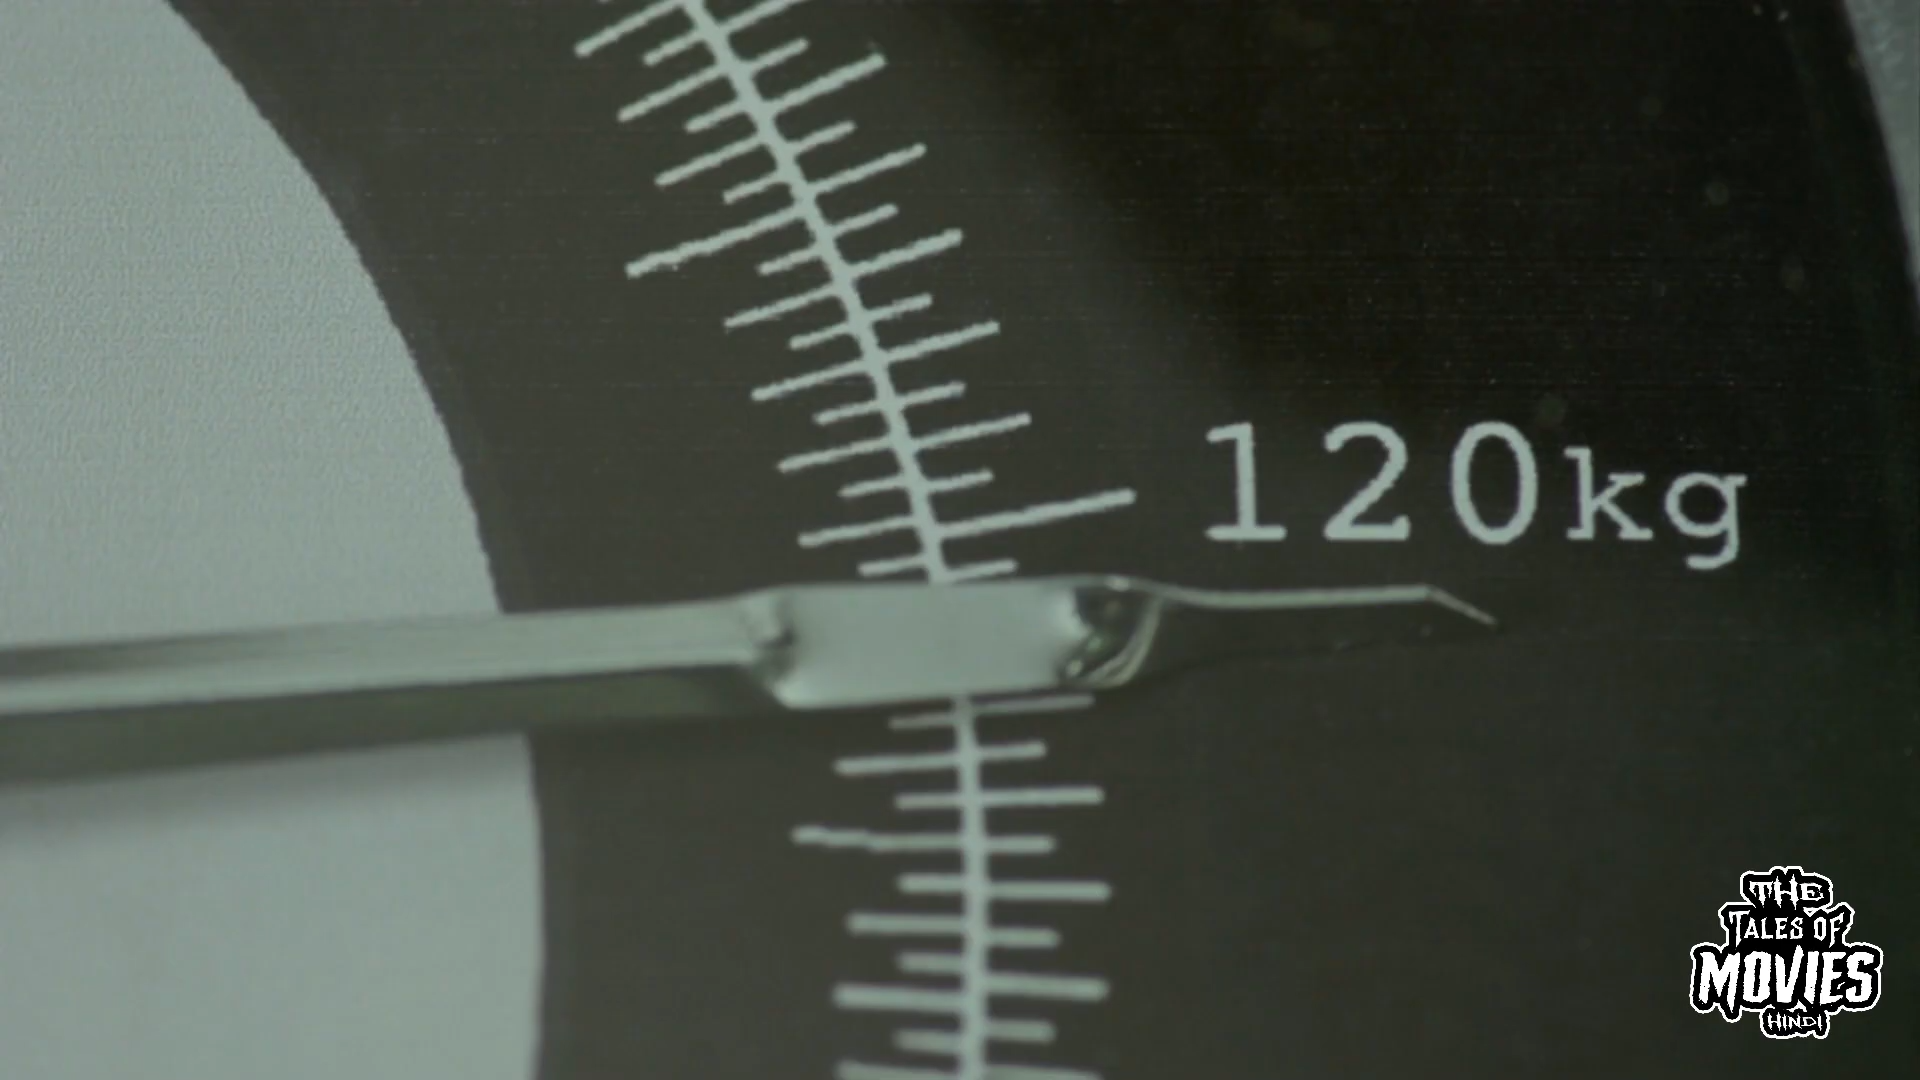 120kg
THE
TALES OF
MOVIES
HINDI